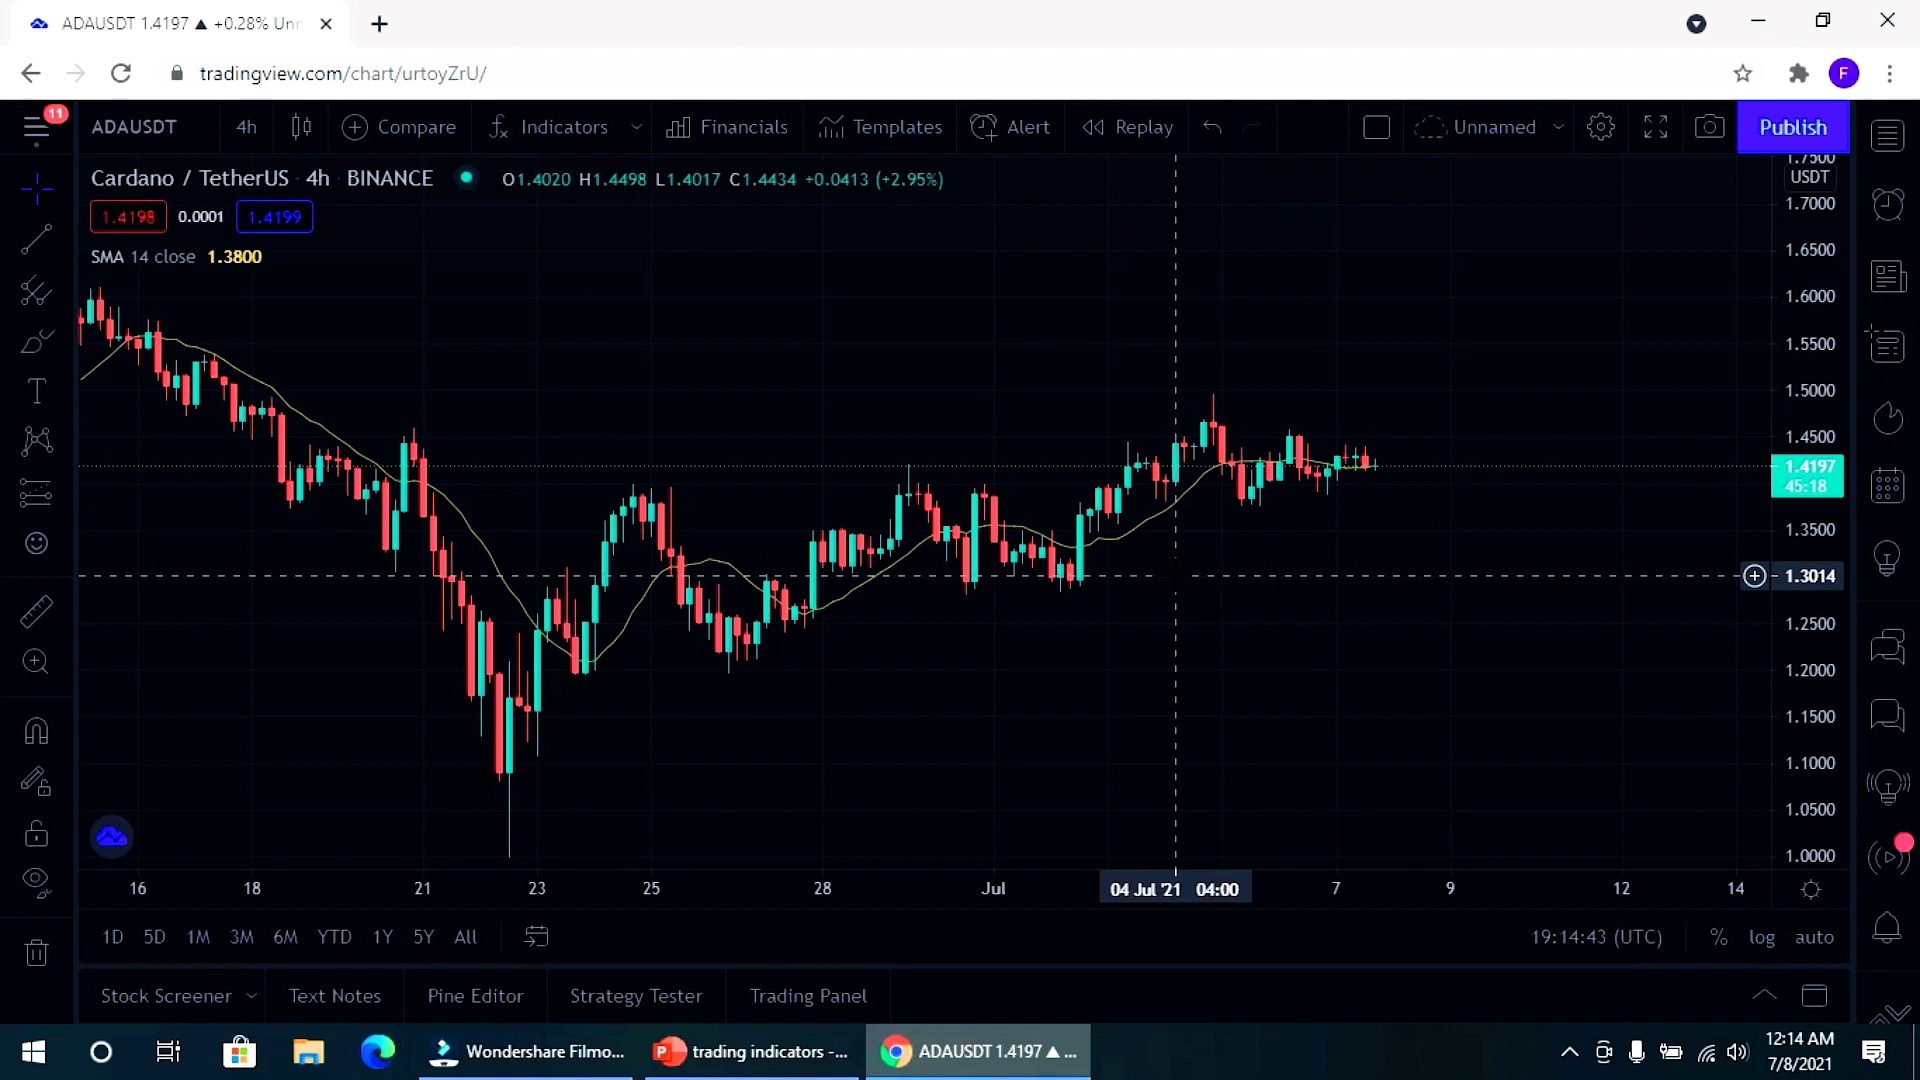 ADAUSDT 1.4197 ▲ +0.28% Unn
tradingview.com/chart/urtoyZrU/
F
11
ADAUSDT 4h Compare Indicators Financials Templates Alert Replay Unnamed Publish
Cardano / TetherUS · 4h · BINANCE O1.4020 H1.4498 L1.4017 C1.4434 +0.0413 (+2.95%)
1.4198 0.0001 1.4199
SMA 14 close 1.3800
1.7500
USDT
1.7000
1.6500
1.6000
1.5500
1.5000
1.4500
1.4197
45:18
1.3500
1.3014
1.2500
1.2000
1.1500
1.1000
1.0500
1.0000
16 18 21 23 25 28 Jul 04 Jul '21 04:00 7 9 12 14
1D 5D 1M 3M 6M YTD 1Y 5Y All 19:14:43 (UTC) % log auto
Stock Screener Text Notes Pine Editor Strategy Tester Trading Panel
Wondershare Filmo... trading indicators -... ADAUSDT 1.4197 ▲ ...
12:14 AM
7/8/2021